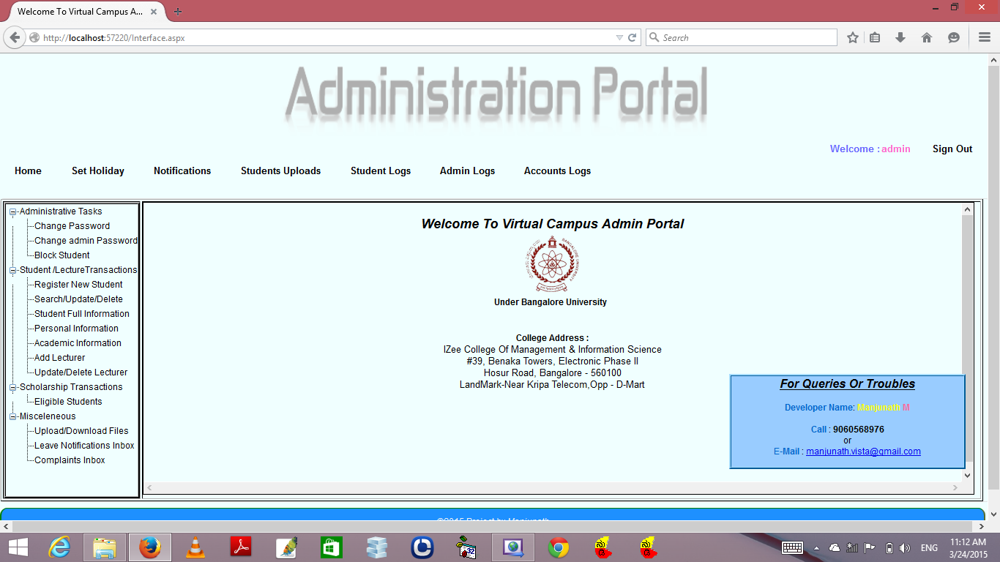 Welcome To Virtual Campus A...
http://localhost:57220/Interface.aspx
Search
Administration Portal
Welcome : admin
Sign Out
Home
Set Holiday
Notifications
Students Uploads
Student Logs
Admin Logs
Accounts Logs
Administrative Tasks
Change Password
Change admin Password
Block Student
Student /LectureTransactions
Register New Student
Search/Update/Delete
Student Full Information
Personal Information
Academic Information
Add Lecturer
Update/Delete Lecturer
Scholarship Transactions
Eligible Students
Misceleneous
Upload/Download Files
Leave Notifications Inbox
Complaints Inbox
Welcome To Virtual Campus Admin Portal
Under Bangalore University
College Address :
IZee College Of Management & Information Science
#39, Benaka Towers, Electronic Phase II
Hosur Road, Bangalore - 560100
LandMark-Near Kripa Telecom,Opp - D-Mart
For Queries Or Troubles
Developer Name: Manjunath M
Call : 9060568976
or
E-Mail : manjunath.vista@gmail.com
©2015 Project by Manjunath
32
ENG
11:12 AM
3/24/2015